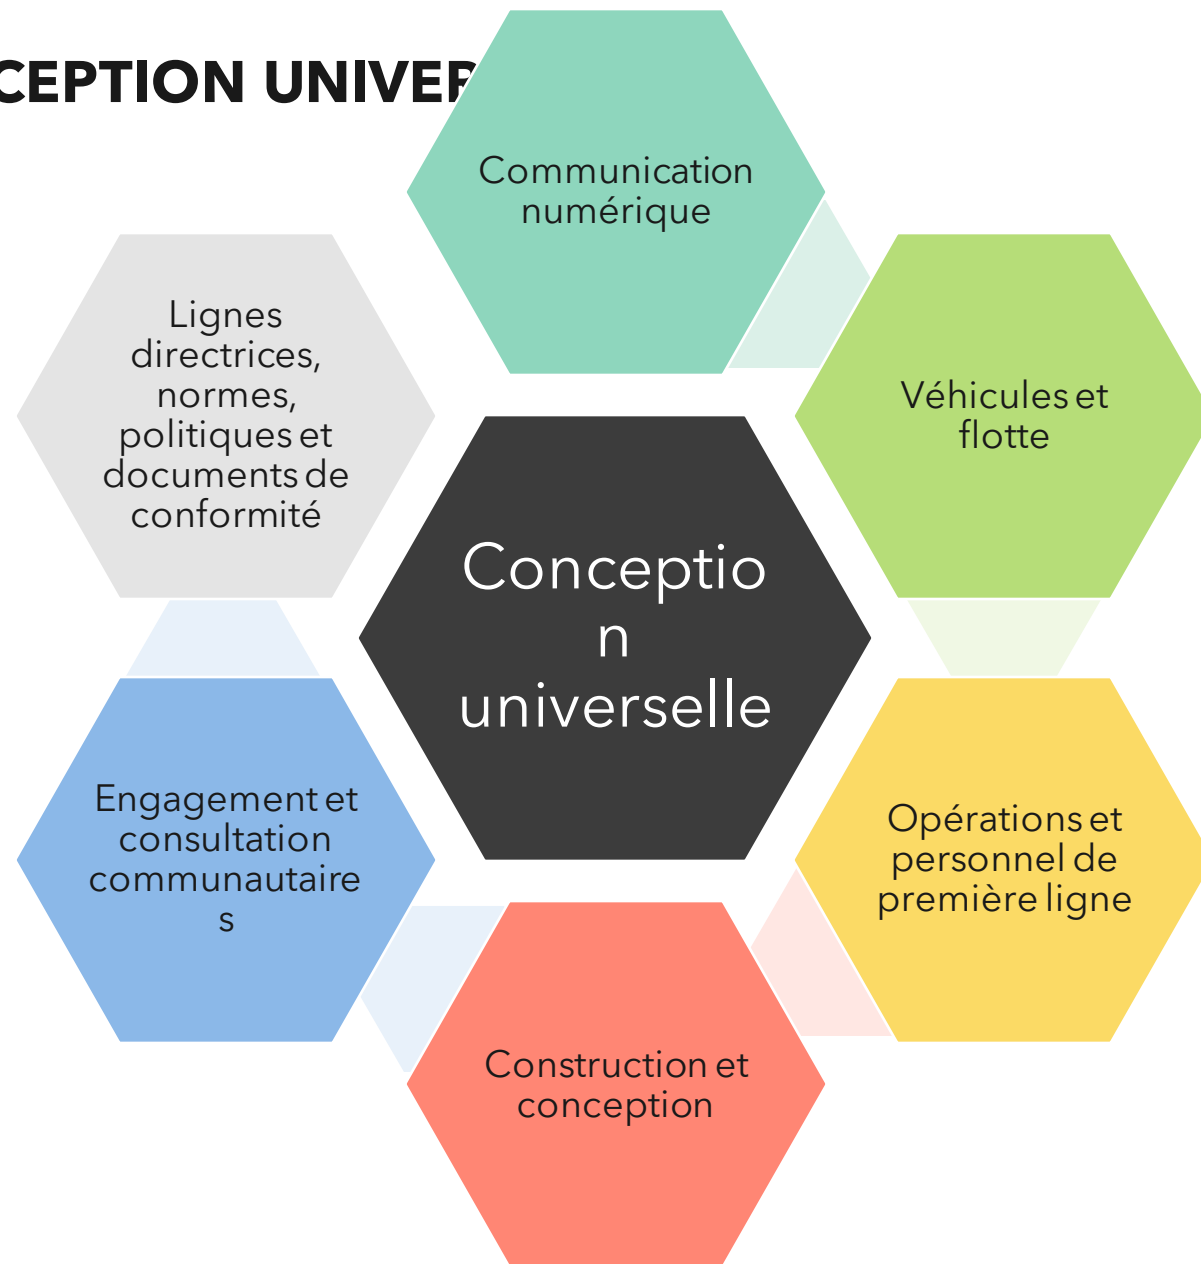 CEPTION UNIVER
Communication
numérique
Lignes
directrices,
normes,
politiques et
documents de
conformité
Véhicules et
flotte
Conceptio
n
universelle
Engagement et
consultation
communautaire
s
Opérations et
personnel de
première ligne
Construction et
conception